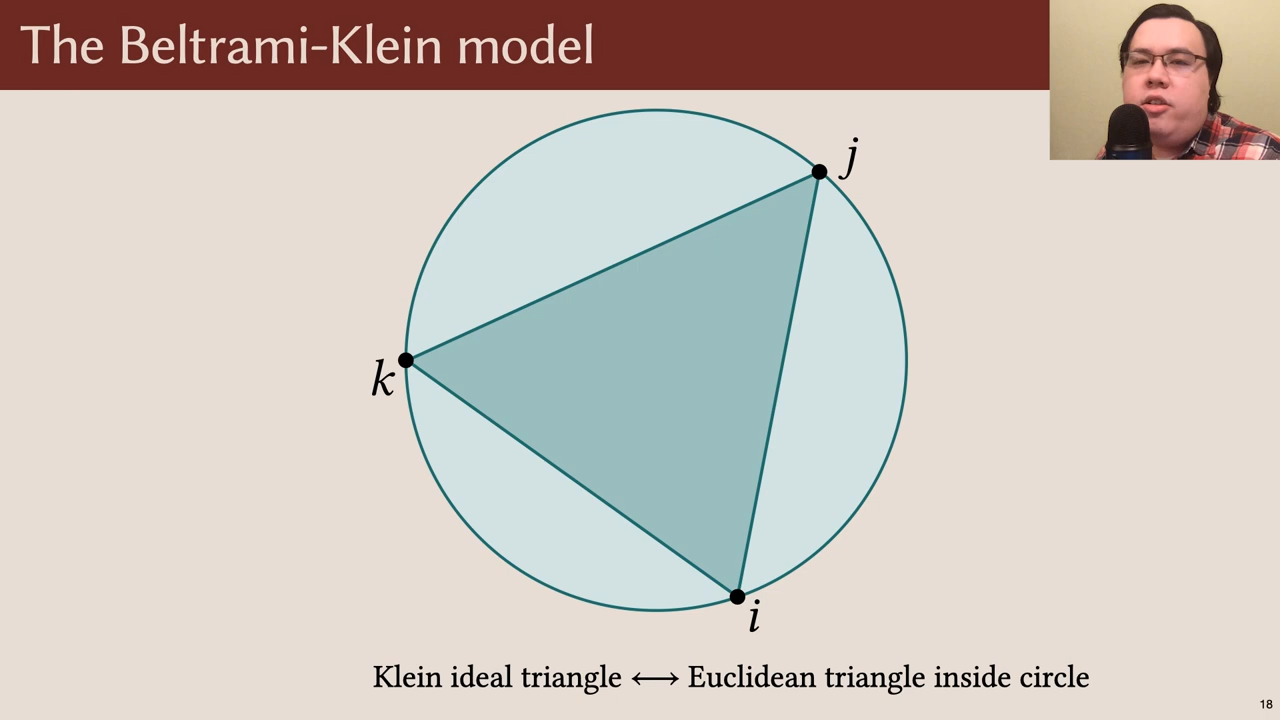 The Beltrami-Klein model
j
k
i
Klein ideal triangle ⟷ Euclidean triangle inside circle
18